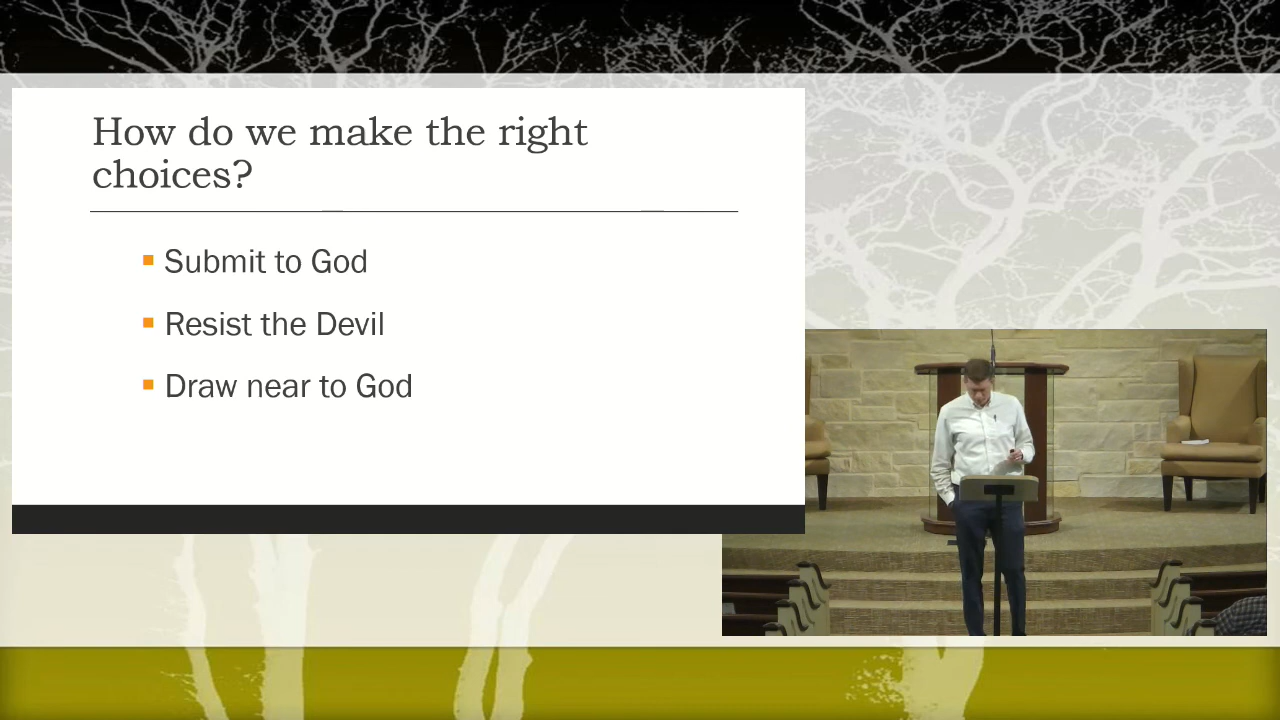 How do we make the right
choices?
Submit to God
Resist the Devil
Draw near to God